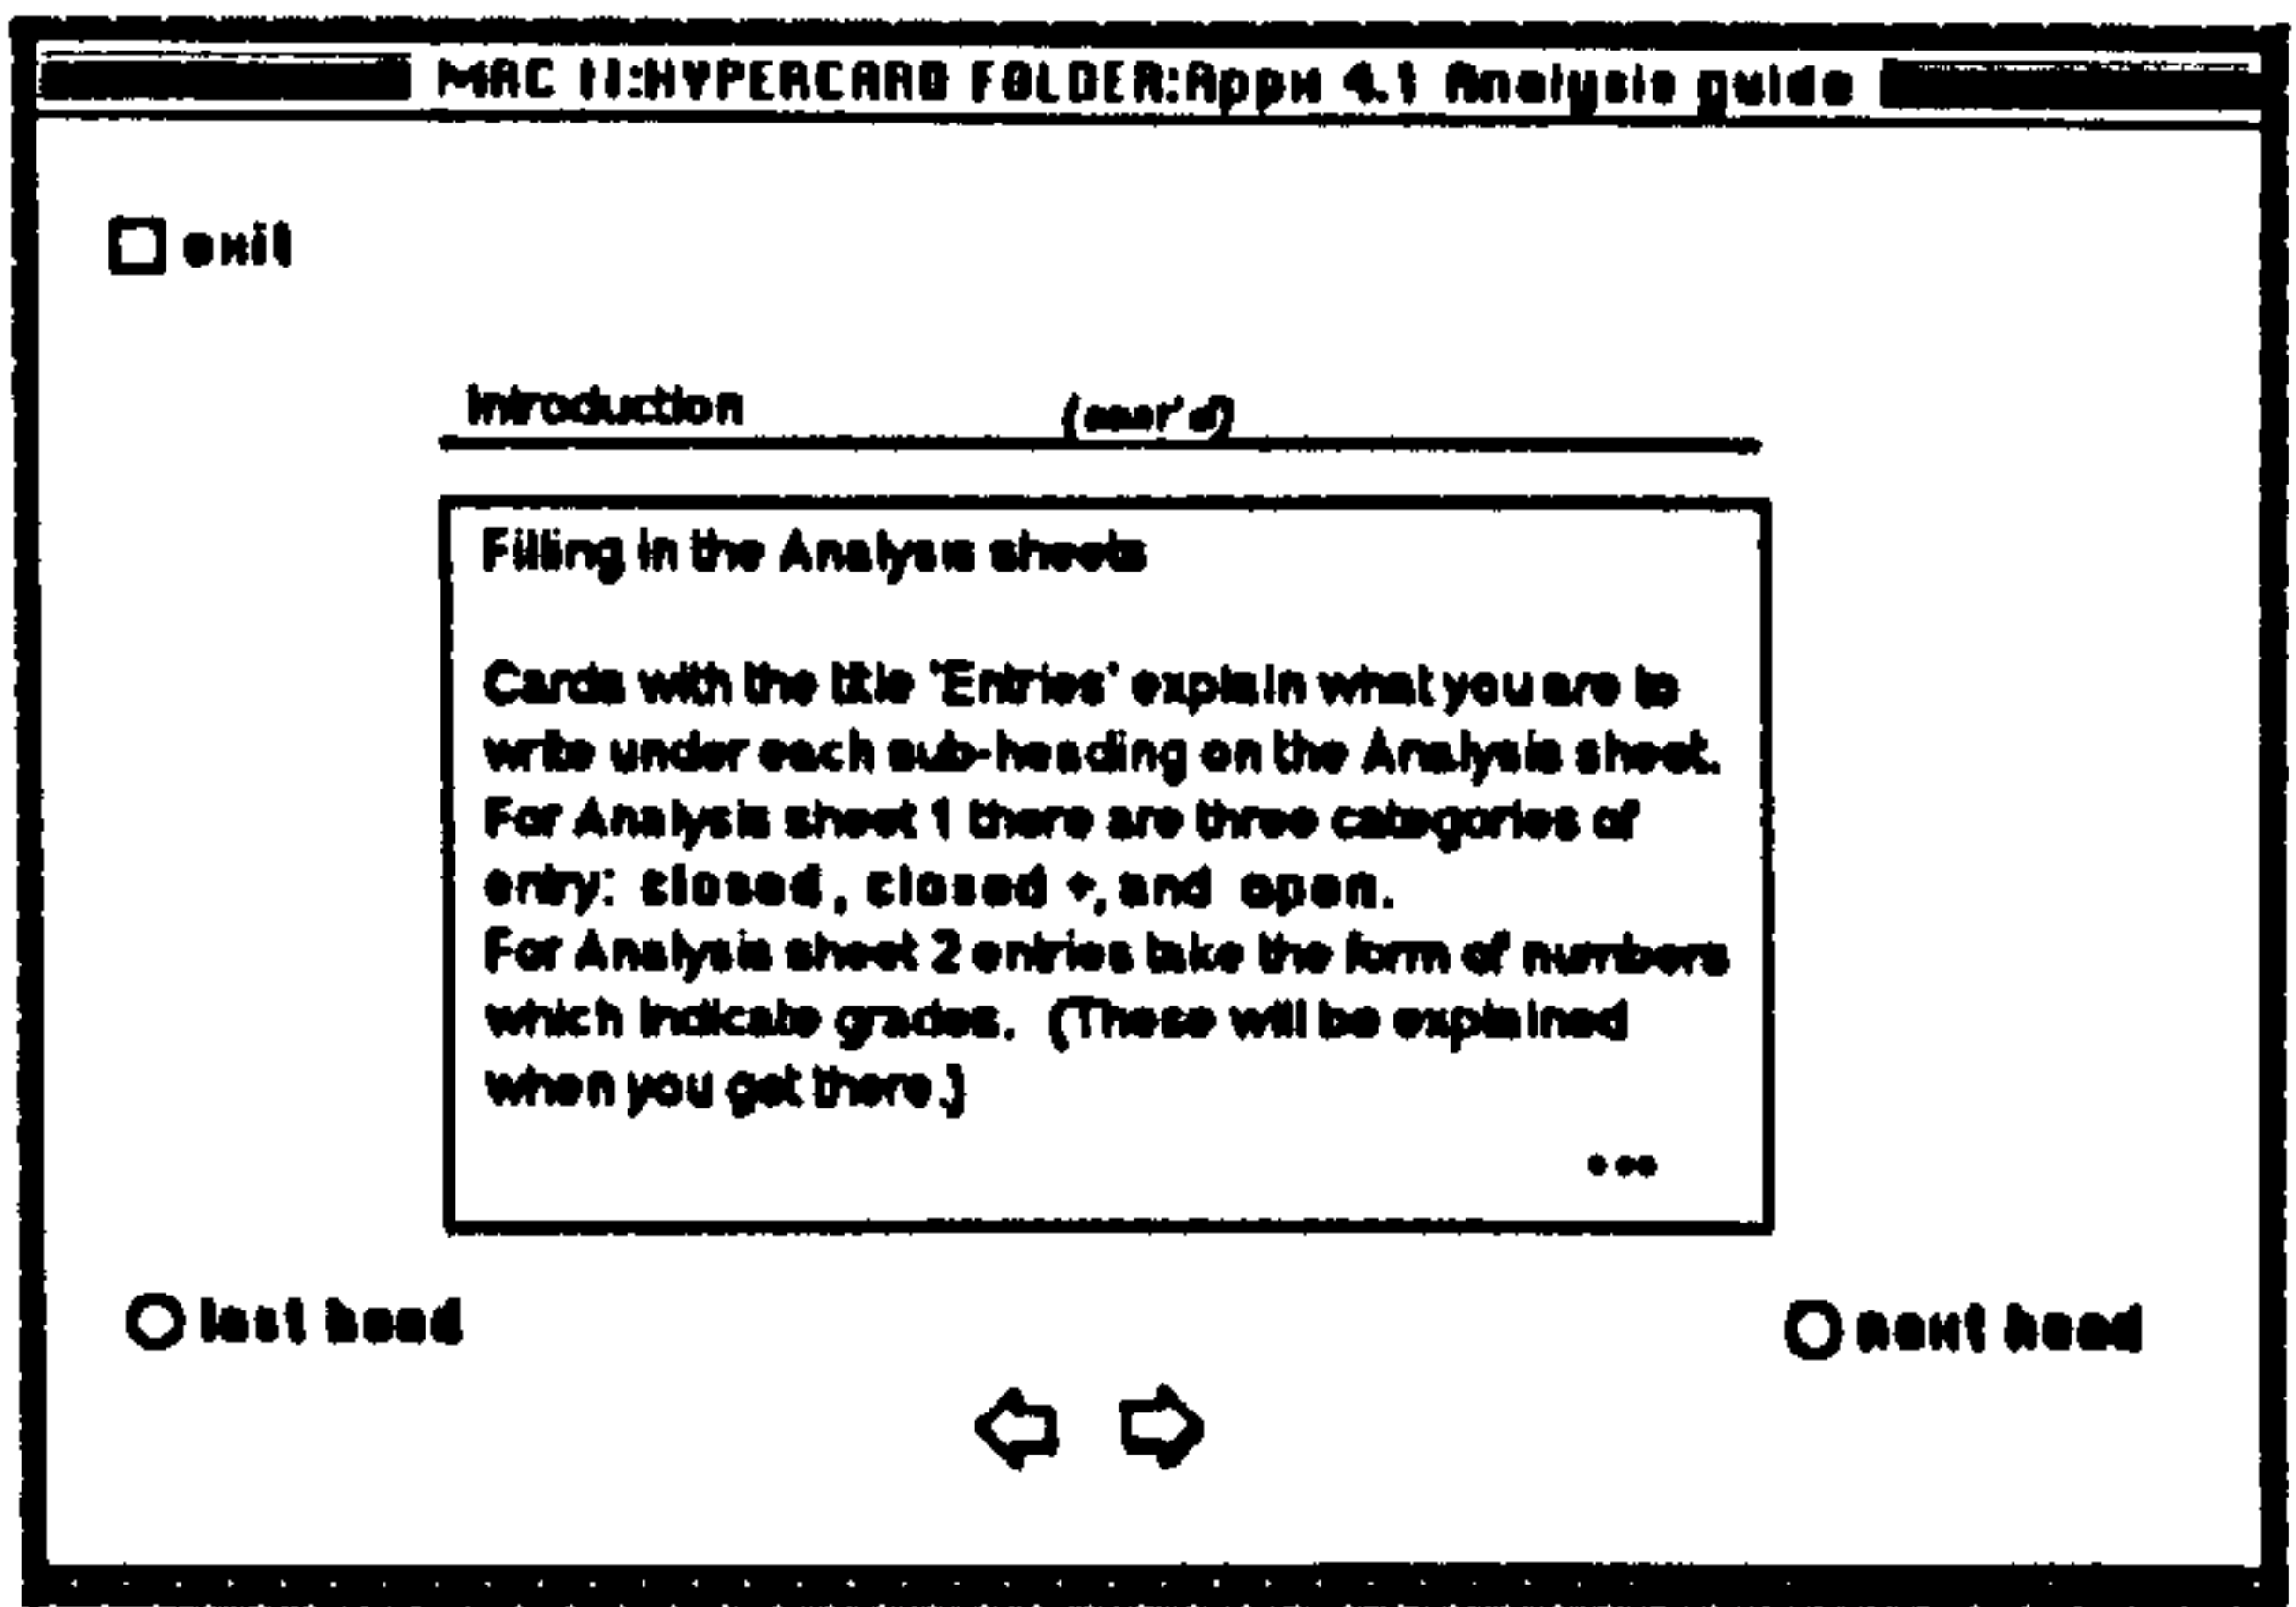 MAC II:HYPERCARD FOLDER:Appx 4.1 Analysis guide
exit
Introduction (cont'd)
Filling in the Analysis sheets
Cards with the title 'Entries' explain what you are to
write under each sub-heading on the Analysis sheet.
For Analysis sheet 1 there are three categories of
entry: closed, closed +, and open.
For Analysis sheet 2 entries take the form of numbers
which indicate grades. (These will be explained
when you get there.)
...
last head
next head